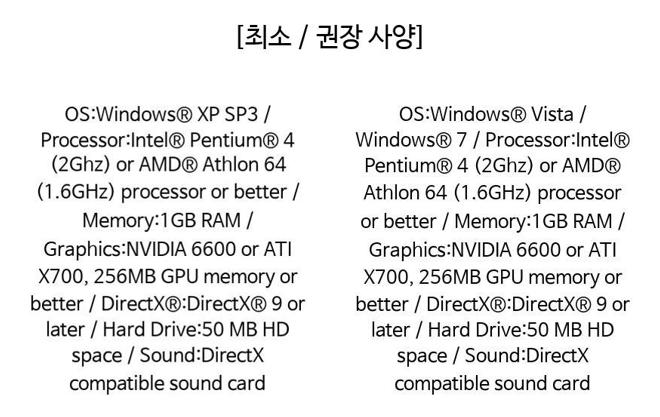 [최소 / 권장 사양]
OS:Windows® XP SP3 /
Processor:Intel® Pentium® 4
(2Ghz) or AMD® Athlon 64
(1.6GHz) processor or better /
Memory:1GB RAM /
Graphics:NVIDIA 6600 or ATI
X700, 256MB GPU memory or
better / DirectX®:DirectX® 9 or
later / Hard Drive:50 MB HD
space / Sound:DirectX
compatible sound card
OS:Windows® Vista /
Windows® 7 / Processor:Intel®
Pentium® 4 (2Ghz) or AMD®
Athlon 64 (1.6GHz) processor
or better / Memory:1GB RAM /
Graphics:NVIDIA 6600 or ATI
X700, 256MB GPU memory or
better / DirectX®:DirectX® 9 or
later / Hard Drive:50 MB HD
space / Sound:DirectX
compatible sound card